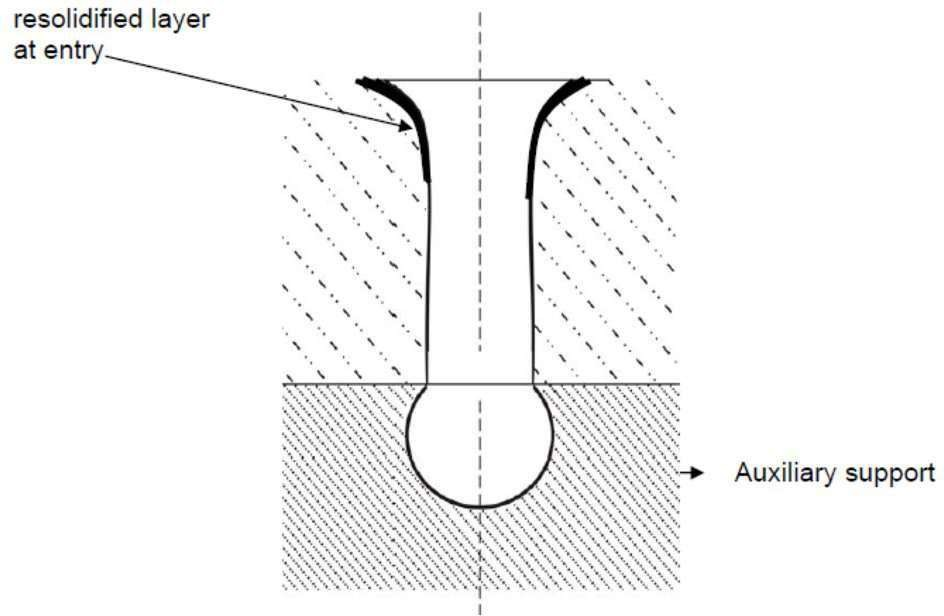 resolidified layer
at entry
Auxiliary support